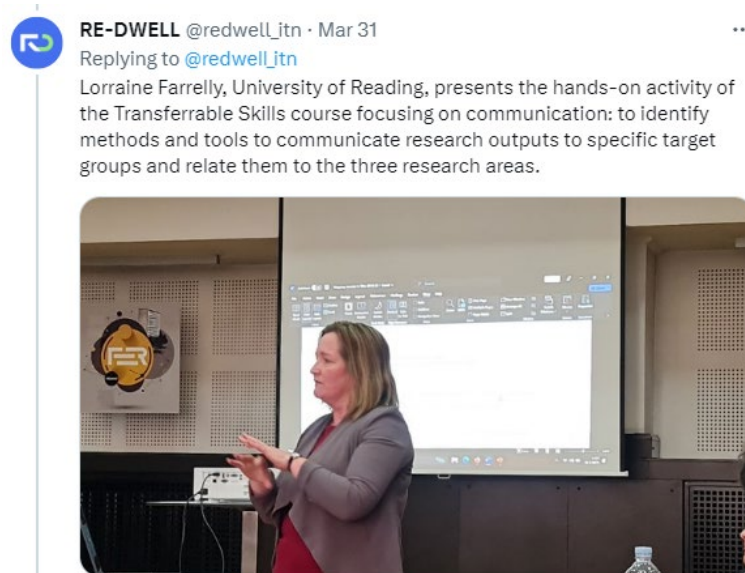 RE-DWELL @redwell_itn · Mar 31
Replying to @redwell_itn
Lorraine Farrelly, University of Reading, presents the hands-on activity of
the Transferrable Skills course focusing on communication: to identify
methods and tools to communicate research outputs to specific target
groups and relate them to the three research areas.
FER